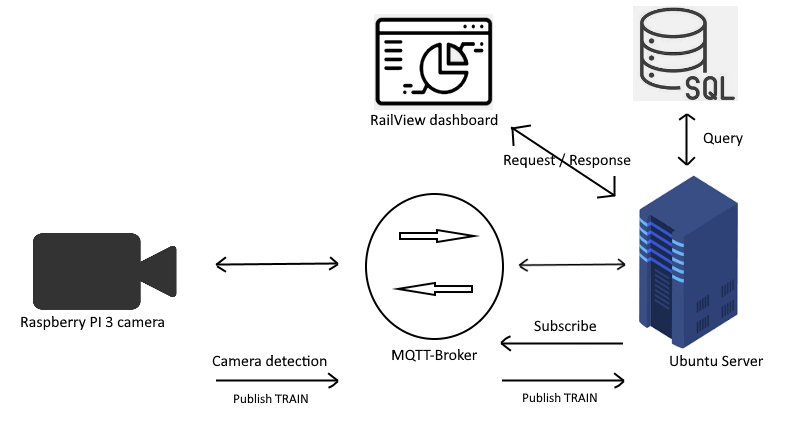 SQL
RailView dashboard
Query
Request / Response
Raspberry PI 3 camera
Subscribe
MQTT-Broker
Ubuntu Server
Camera detection
Publish TRAIN
Publish TRAIN